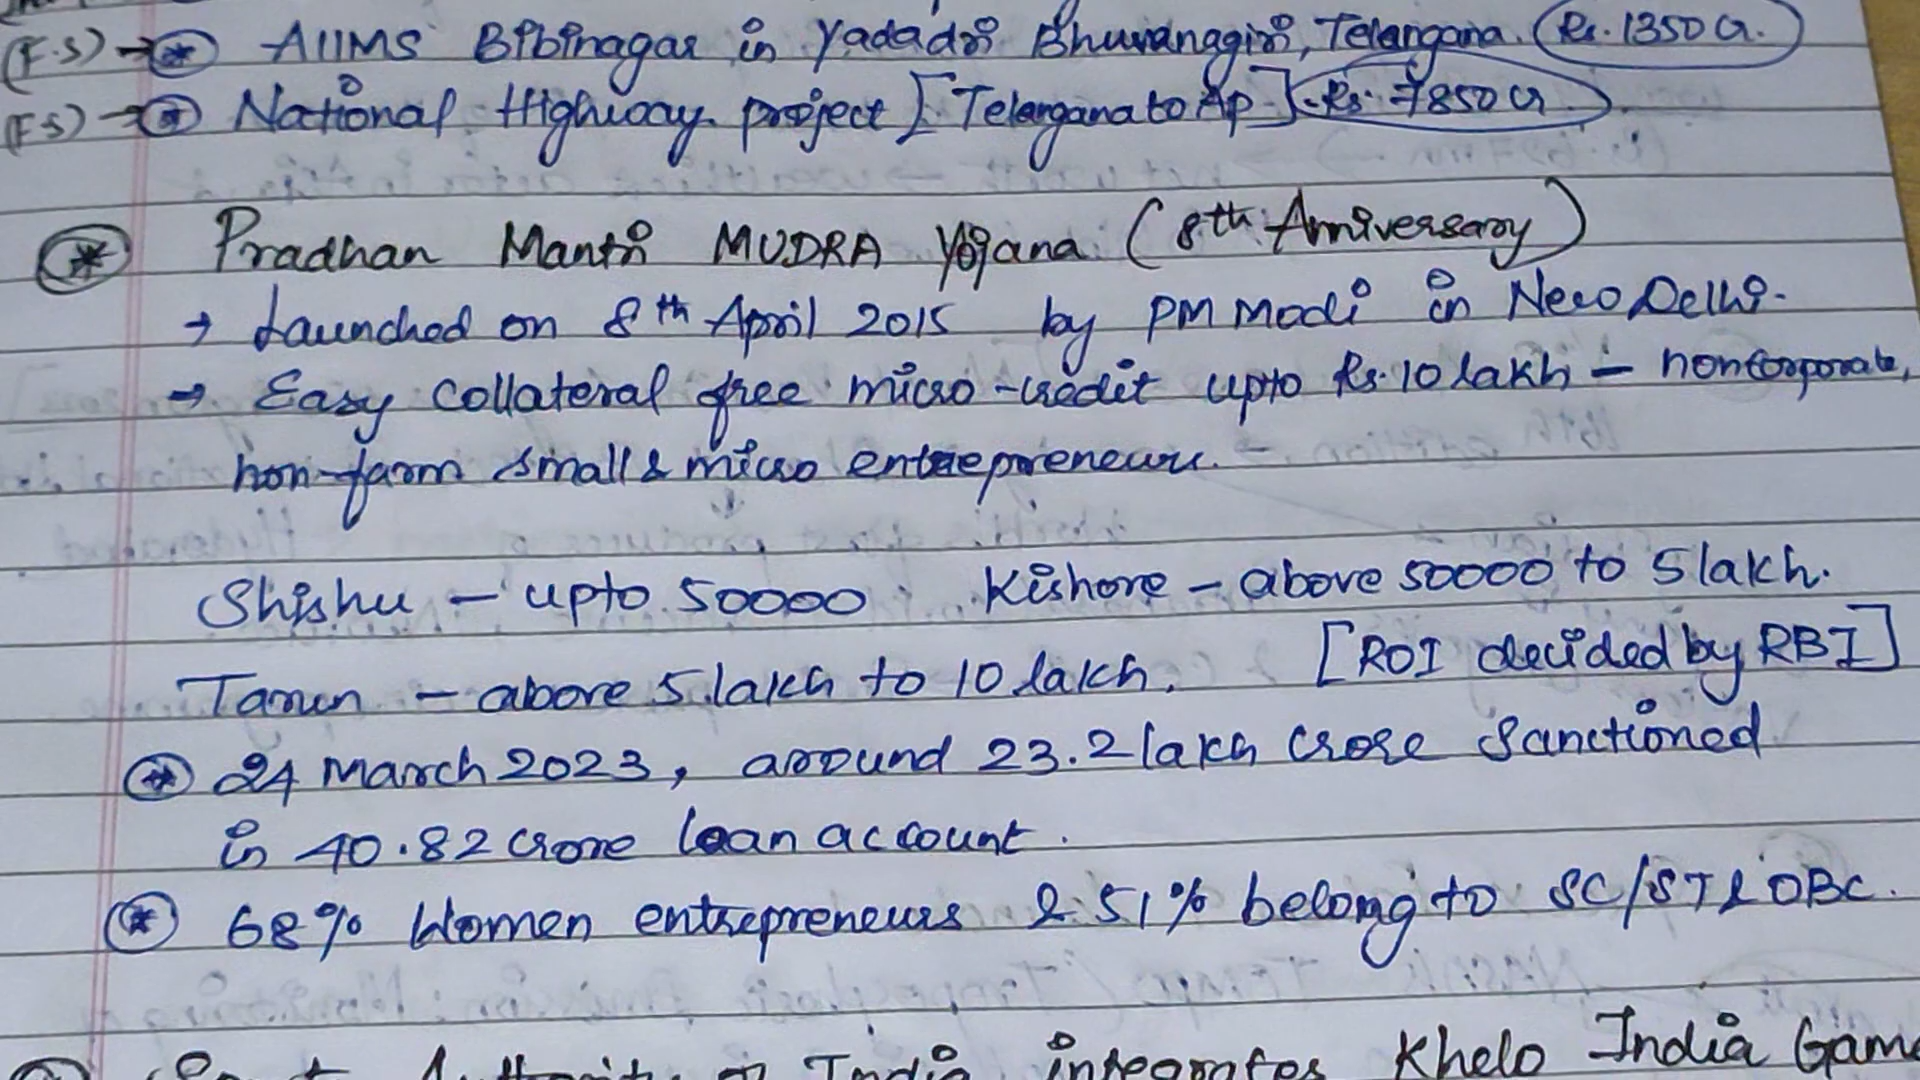 (F.S) → * AIIMS Bibinagar in Yadadri Bhuvanagiri, Telangana. Rs. 1350 Cr.
(F.S) → * National Highway project [Telangana to AP] - Rs. 7850 Cr.
* Pradhan Mantri MUDRA Yojana (8th Anniversary)
→ Launched on 8th April 2015 by PM Modi in New Delhi.
→ Easy collateral free micro-credit upto Rs. 10 lakh - noncorporate,
non-farm small & micro entrepreneurs.
Shishu - upto 50000 Kishore - above 50000 to 5 lakh.
Tarun - above 5 lakh to 10 lakh. [ROI decided by RBI]
* 24 March 2023, around 23.2 lakh crore sanctioned
in 40.82 crore loan account.
* 68% Women entrepreneurs & 51% belong to SC/ST & OBC.
Authority in India integrates Khelo India Game